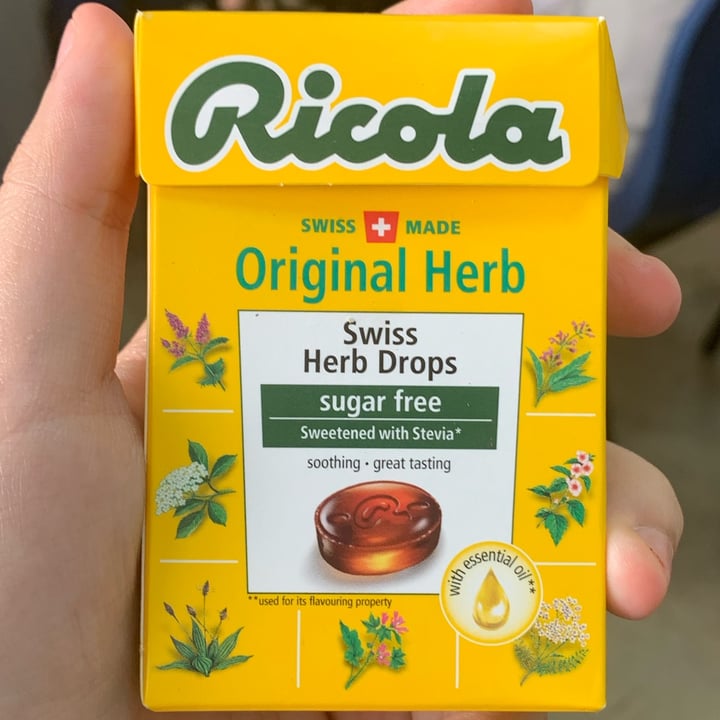 Ricola
SWISS MADE
Original Herb
Swiss
Herb Drops
sugar free
Sweetened with Stevia*
soothing • great tasting
with essential oil**
**used for its flavouring property